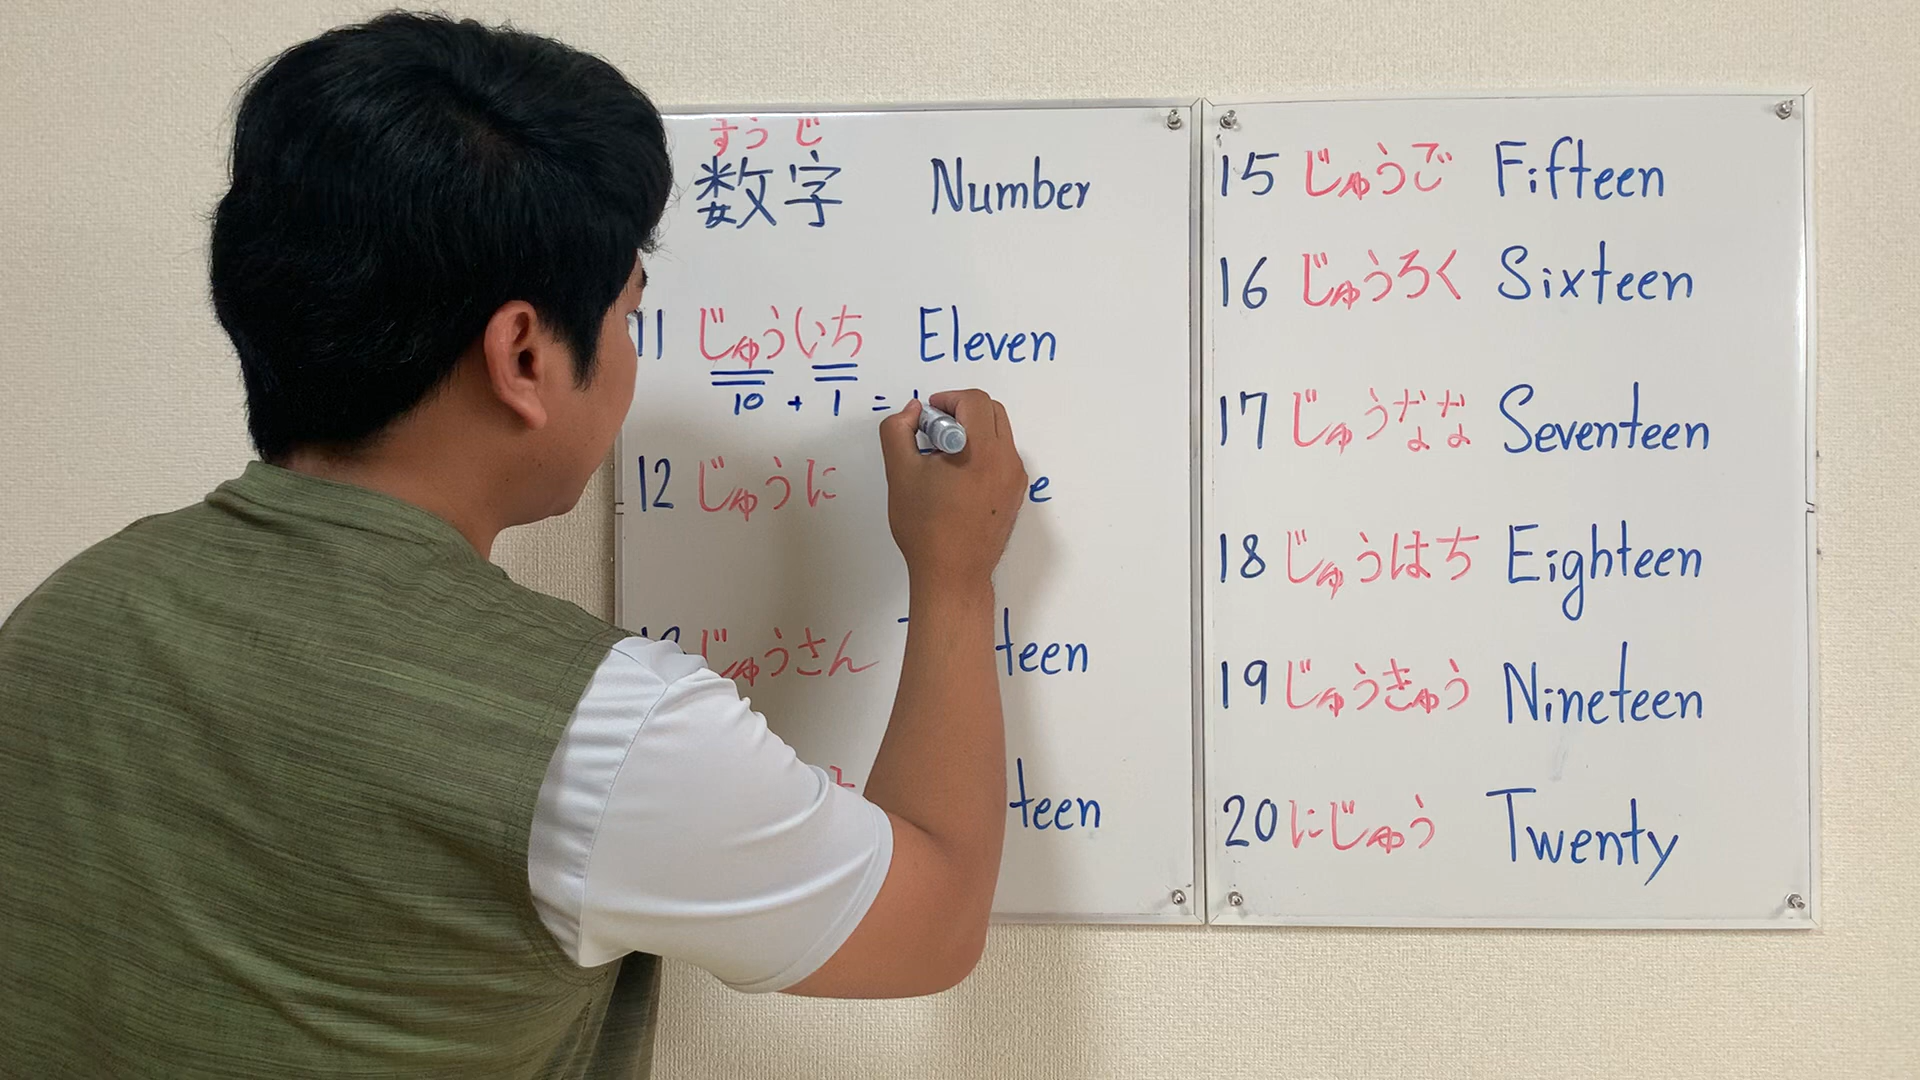 すうじ
数字 Number
11 じゅういち Eleven
10 + 1 =
12 じゅうに
じゅうさん
15 じゅうご Fifteen
16 じゅうろく Sixteen
17 じゅうなな Seventeen
18 じゅうはち Eighteen
19 じゅうきゅう Nineteen
20 にじゅう Twenty